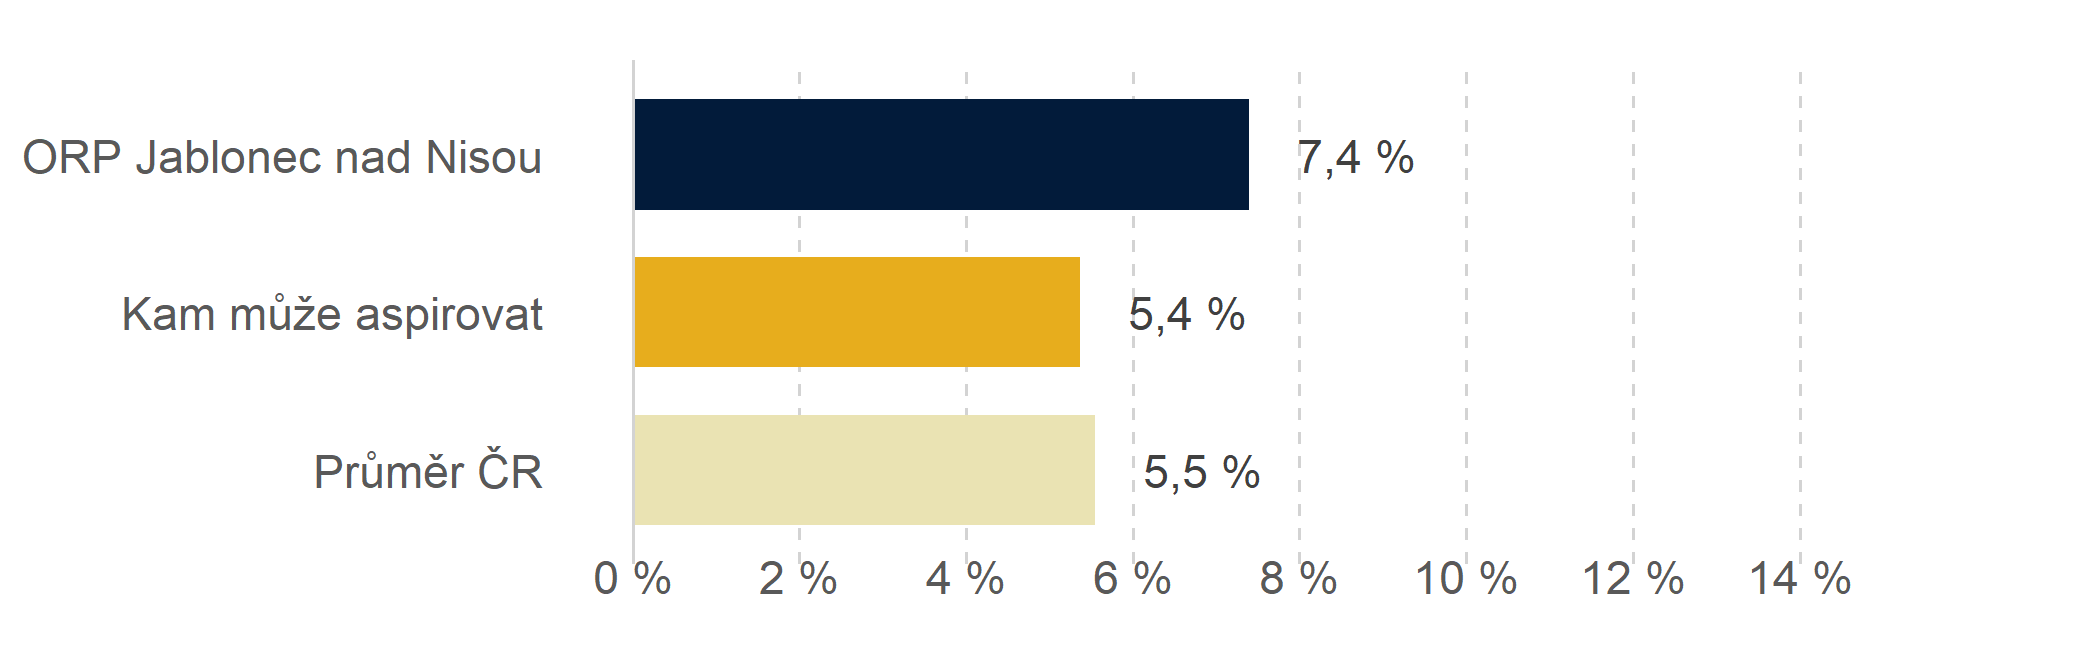 ORP Jablonec nad Nisou
7,4 %
Kam může aspirovat
5,4 %
Průměr ČR
5,5 %
0 % 2 % 4 % 6 % 8 % 10 % 12 % 14 %